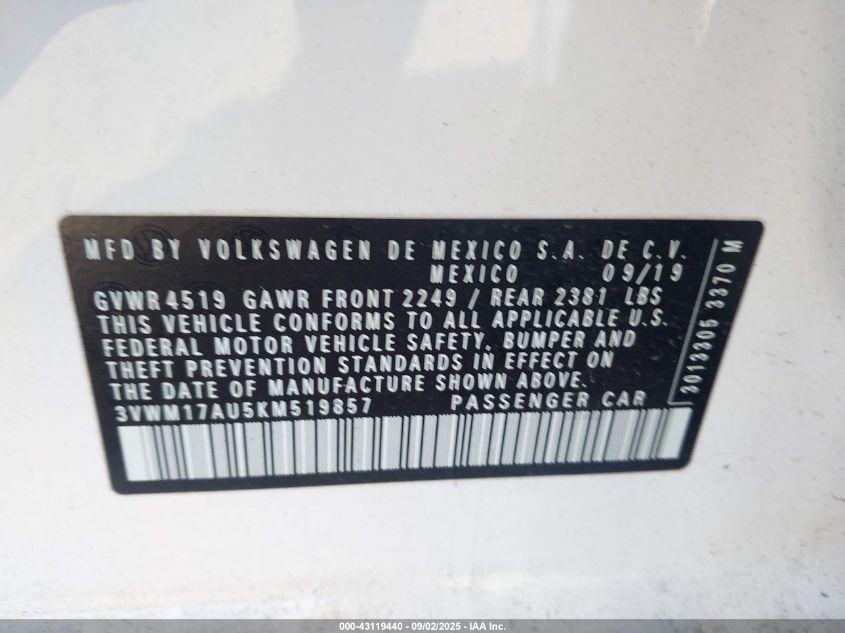 MFD BY VOLKSWAGEN DE MEXICO S.A. DE C.V.
MEXICO 09/19
GVWR 4519 GAWR FRONT 2249 / REAR 2381 LBS
THIS VEHICLE CONFORMS TO ALL APPLICABLE U.S.
FEDERAL MOTOR VEHICLE SAFETY, BUMPER AND
THEFT PREVENTION STANDARDS IN EFFECT ON
THE DATE OF MANUFACTURE SHOWN ABOVE.
3VWM17AU5KM519857 PASSENGER CAR
3013305 3370 M
000-43119440 - 09/02/2025 - IAA Inc.